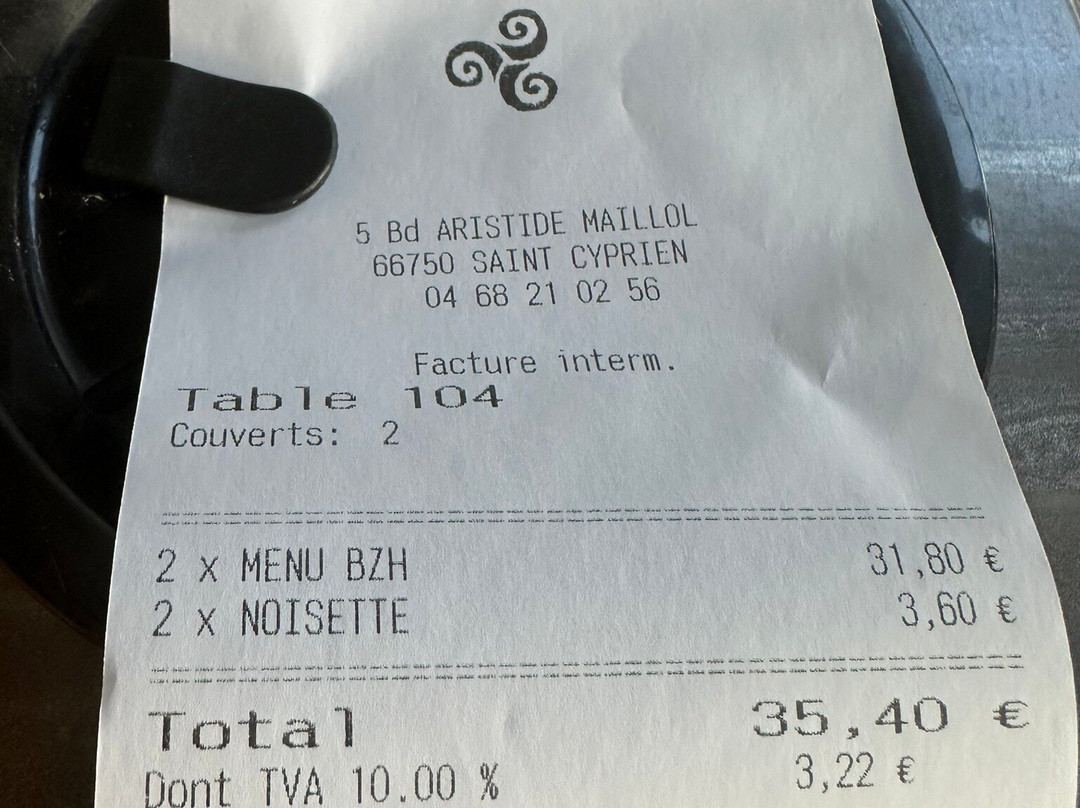 5 Bd ARISTIDE MAILLOL
66750 SAINT CYPRIEN
04 68 21 02 56
Facture interm.
Table 104
Couverts: 2
2 x MENU BZH 31,80 €
2 x NOISETTE 3,60 €
Total 35,40 €
Dont TVA 10.00 % 3,22 €